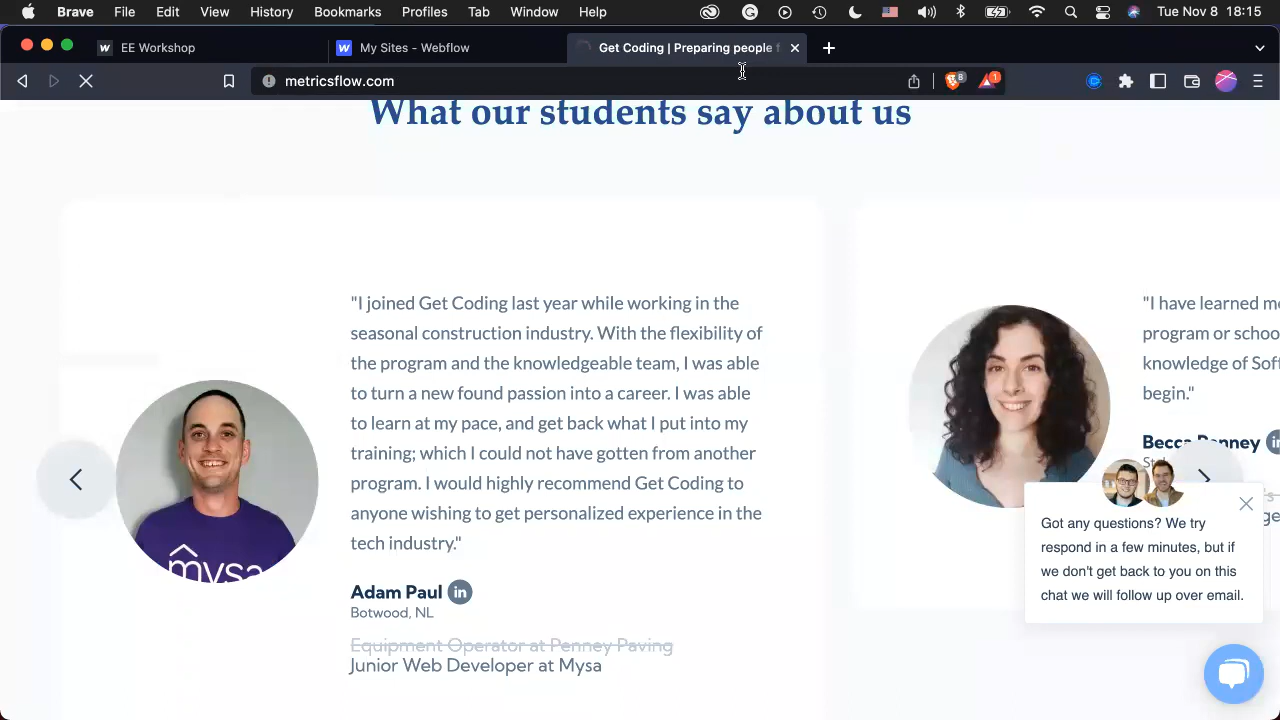 Brave File Edit View History Bookmarks Profiles Tab Window Help Tue Nov 8 18:15
EE Workshop
My Sites - Webflow
Get Coding | Preparing people f
metricsflow.com
8
1
What our students say about us
"I joined Get Coding last year while working in the
seasonal construction industry. With the flexibility of
the program and the knowledgeable team, I was able
to turn a new found passion into a career. I was able
to learn at my pace, and get back what I put into my
training; which I could not have gotten from another
program. I would highly recommend Get Coding to
anyone wishing to get personalized experience in the
tech industry."
Adam Paul in
Botwood, NL
Equipment Operator at Penney Paving
Junior Web Developer at Mysa
mysa
"I have learned m
program or schoo
knowledge of Sof
begin."
Becca Penney in
Got any questions? We try
respond in a few minutes, but if
we don't get back to you on this
chat we will follow up over email.